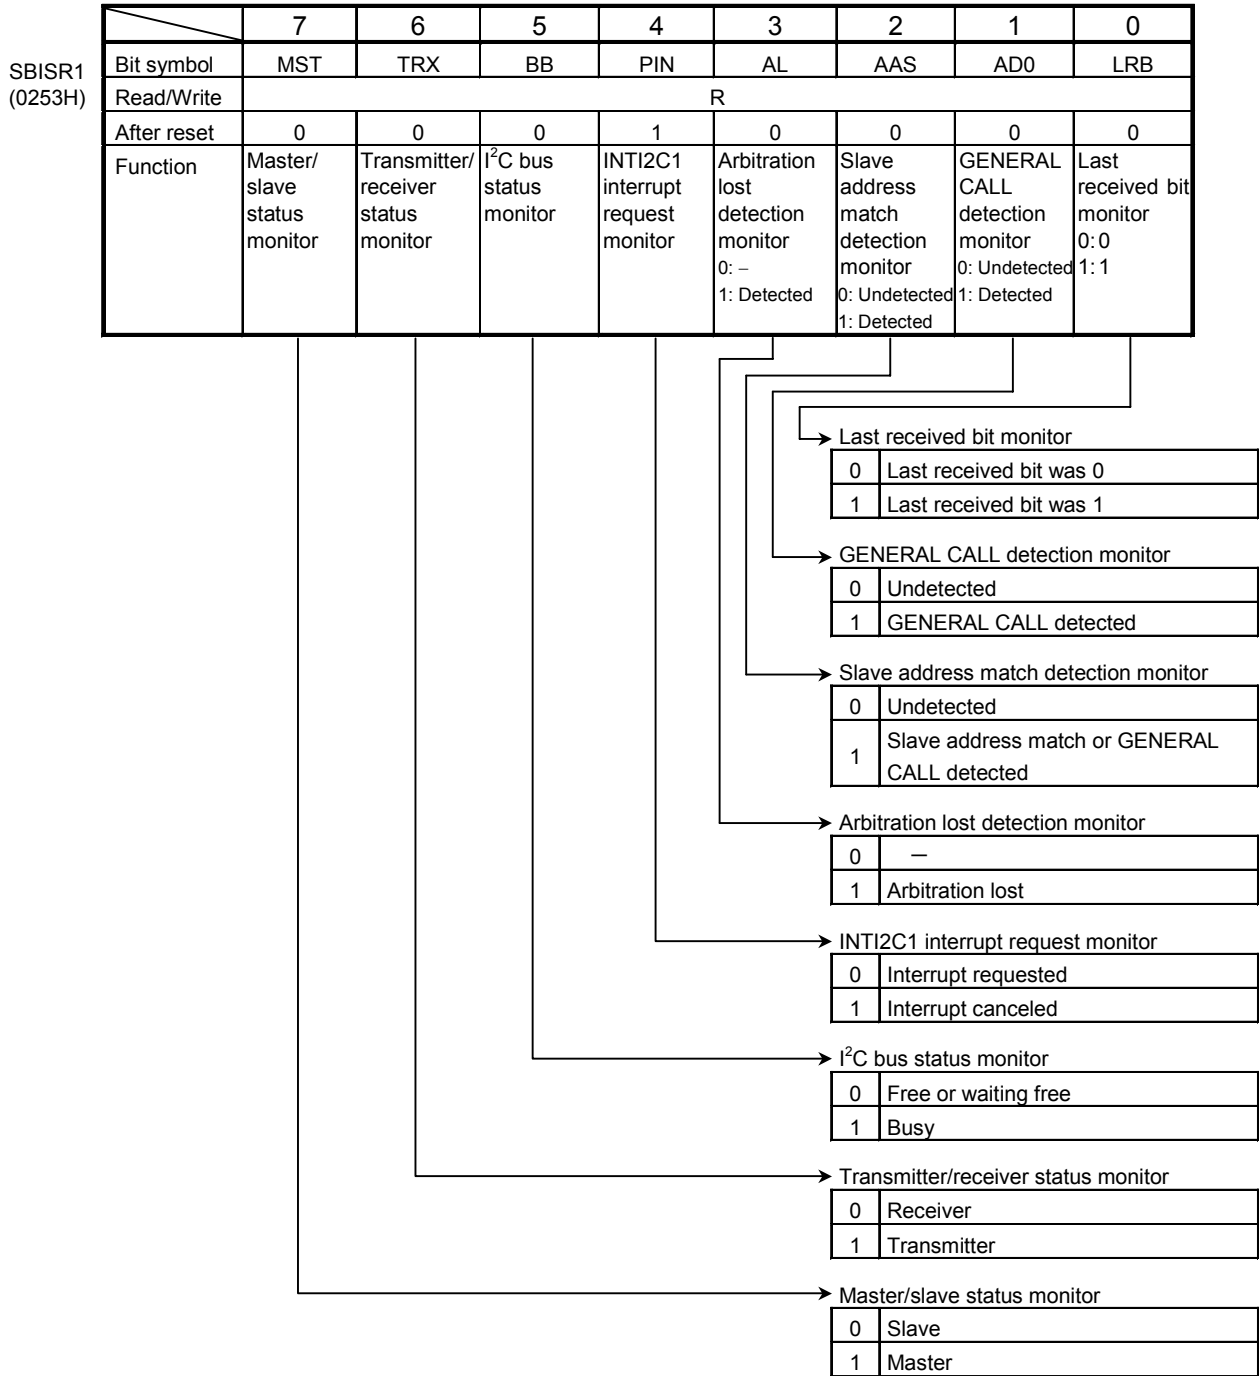 7 6 5 4 3 2 1 0
SBISR1
(0253H)
Bit symbol MST TRX BB PIN AL AAS AD0 LRB
Read/Write R
After reset 0 0 0 1 0 0 0 0
Function
Master/
slave
status
monitor
Transmitter/
receiver
status
monitor
I²C bus
status
monitor
INTI2C1
interrupt
request
monitor
Arbitration
lost
detection
monitor
0: −
1: Detected
Slave
address
match
detection
monitor
0: Undetected
1: Detected
GENERAL
CALL
detection
monitor
0: Undetected
1: Detected
Last
received bit
monitor
0: 0
1: 1
Last received bit monitor
0 Last received bit was 0
1 Last received bit was 1
GENERAL CALL detection monitor
0 Undetected
1 GENERAL CALL detected
Slave address match detection monitor
0 Undetected
1 Slave address match or GENERAL
CALL detected
Arbitration lost detection monitor
0 −
1 Arbitration lost
INTI2C1 interrupt request monitor
0 Interrupt requested
1 Interrupt canceled
I²C bus status monitor
0 Free or waiting free
1 Busy
Transmitter/receiver status monitor
0 Receiver
1 Transmitter
Master/slave status monitor
0 Slave
1 Master